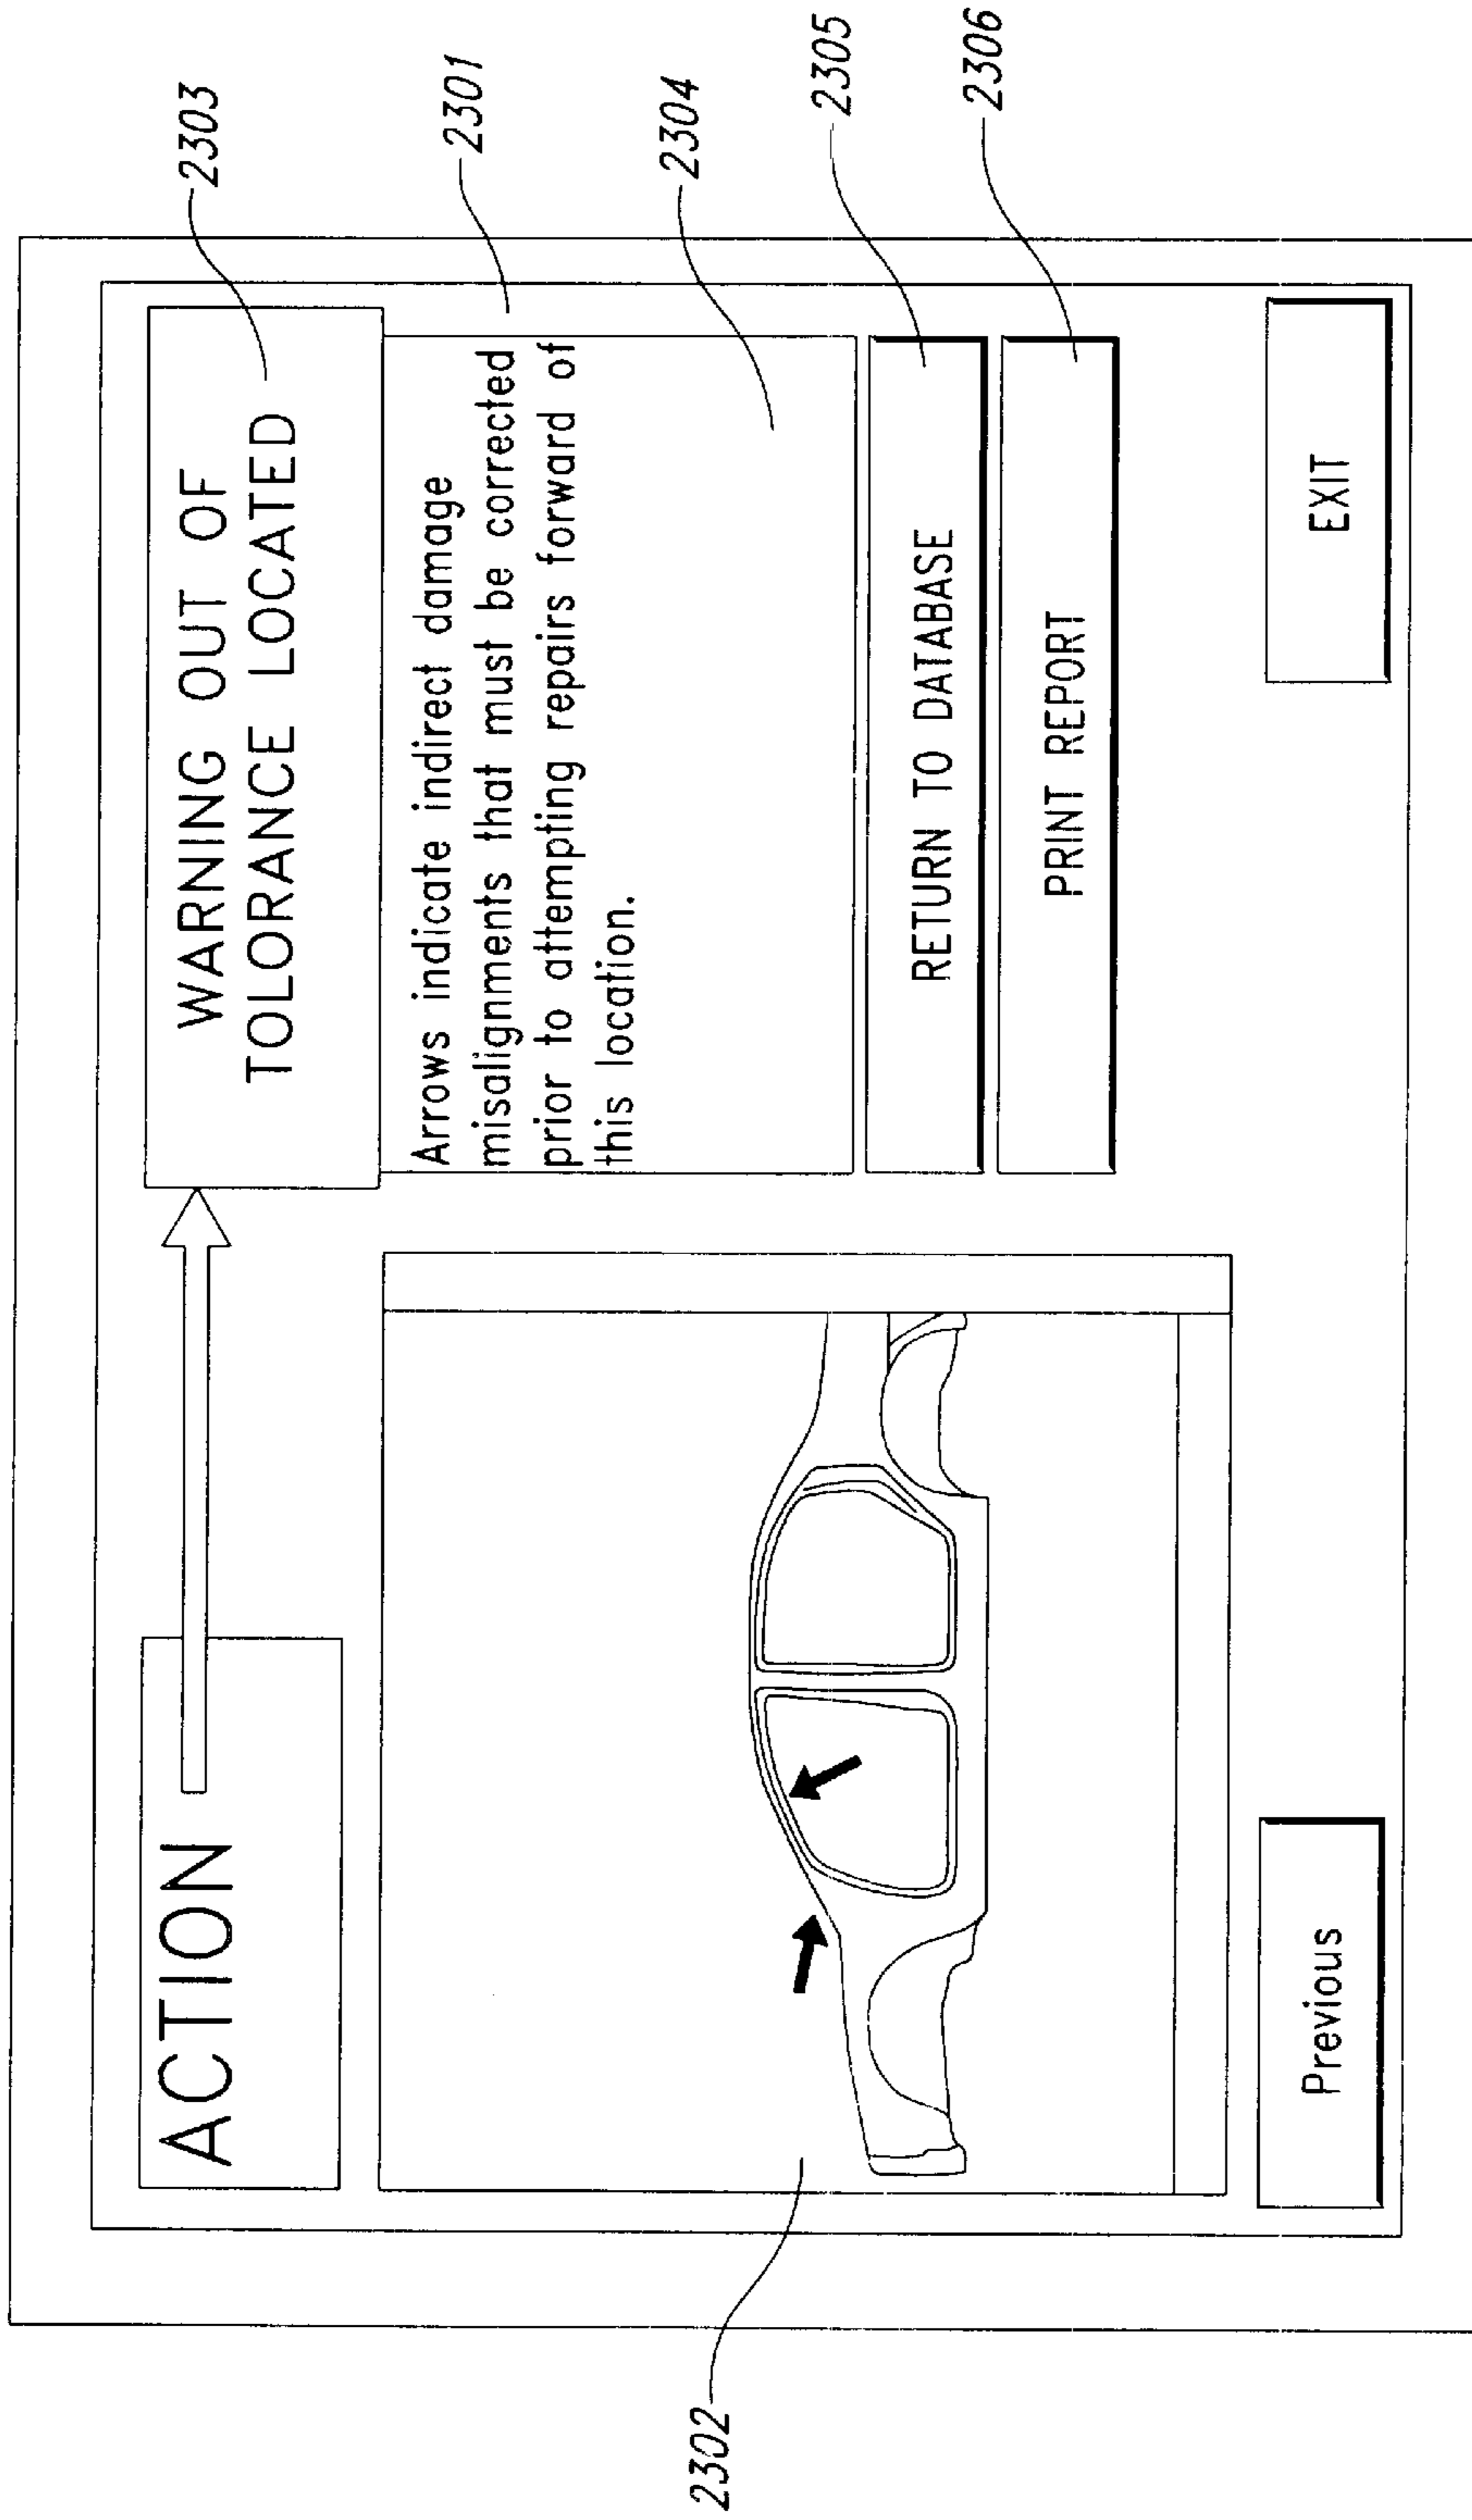 ACTION
WARNING OUT OF
TOLORANCE LOCATED
2303
2301
Arrows indicate indirect damage
misalignments that must be corrected
prior to attempting repairs forward of
this location.
2304
2302
RETURN TO DATABASE
2305
PRINT REPORT
2306
Previous
EXIT